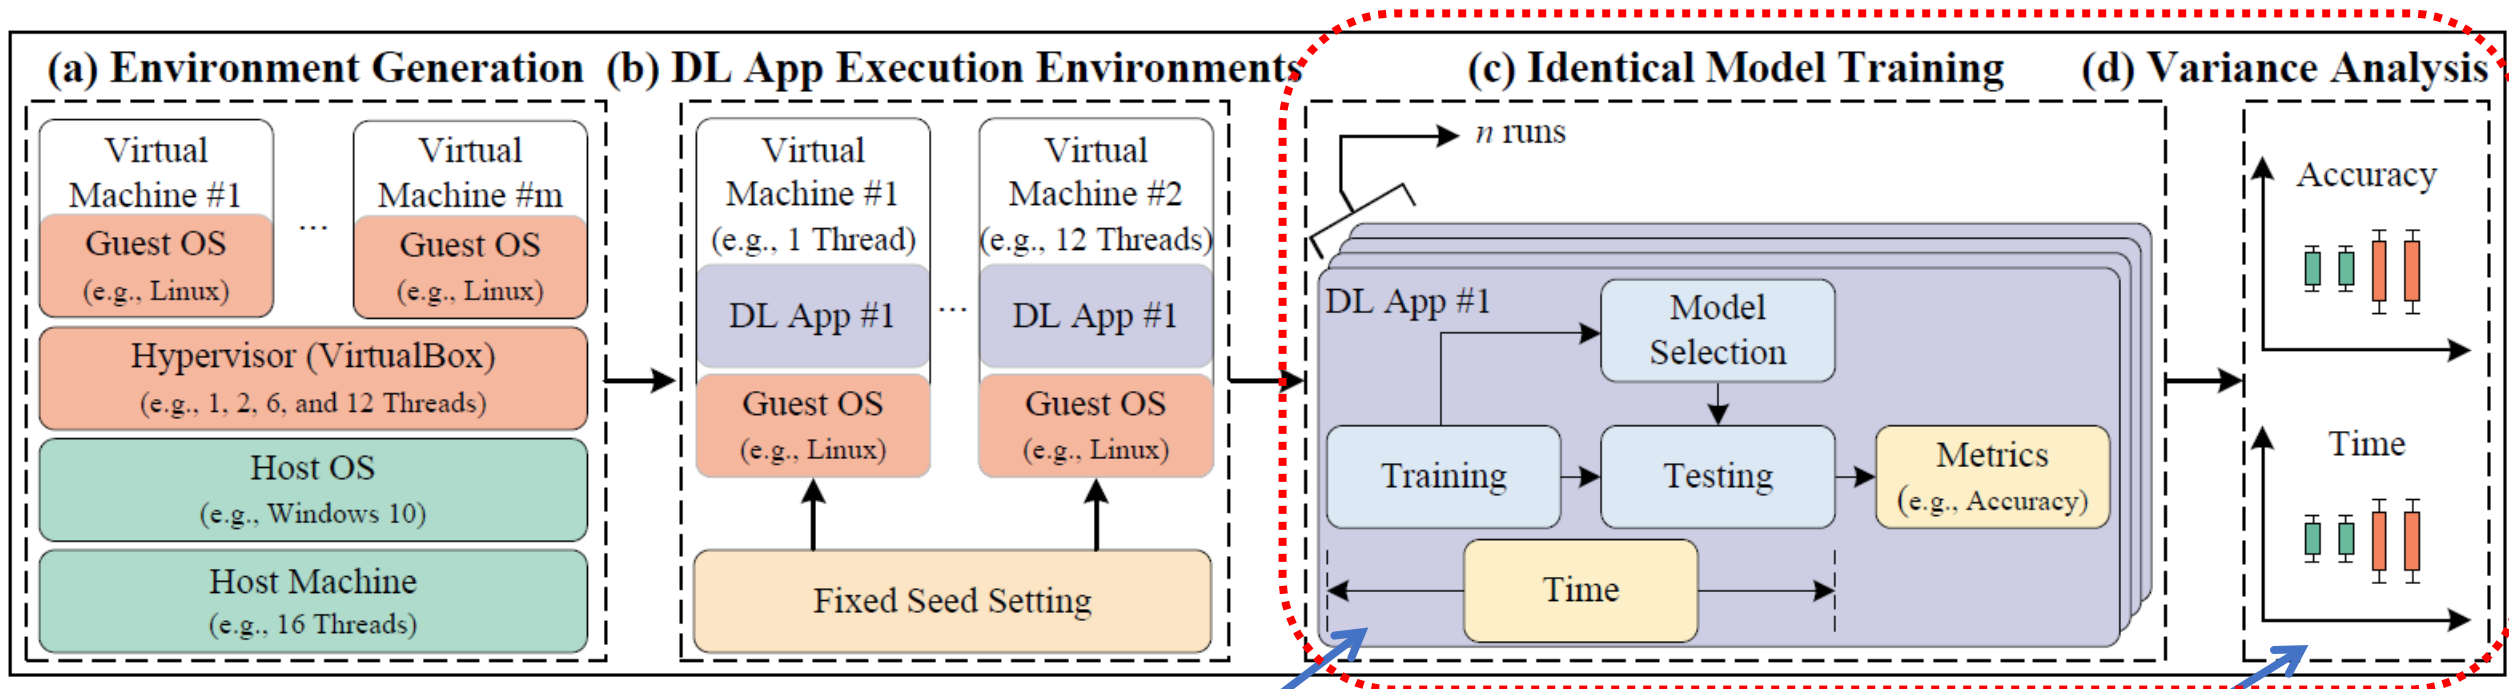 (a) Environment Generation
Virtual
Machine #1
Guest OS
(e.g., Linux)
...
Virtual
Machine #m
Guest OS
(e.g., Linux)
Hypervisor (VirtualBox)
(e.g., 1, 2, 6, and 12 Threads)
Host OS
(e.g., Windows 10)
Host Machine
(e.g., 16 Threads)
(b) DL App Execution Environments
Virtual
Machine #1
(e.g., 1 Thread)
DL App #1
Guest OS
(e.g., Linux)
...
Virtual
Machine #2
(e.g., 12 Threads)
DL App #1
Guest OS
(e.g., Linux)
Fixed Seed Setting
(c) Identical Model Training
n runs
DL App #1
Model
Selection
Training
Testing
Metrics
(e.g., Accuracy)
Time
(d) Variance Analysis
Accuracy
Time